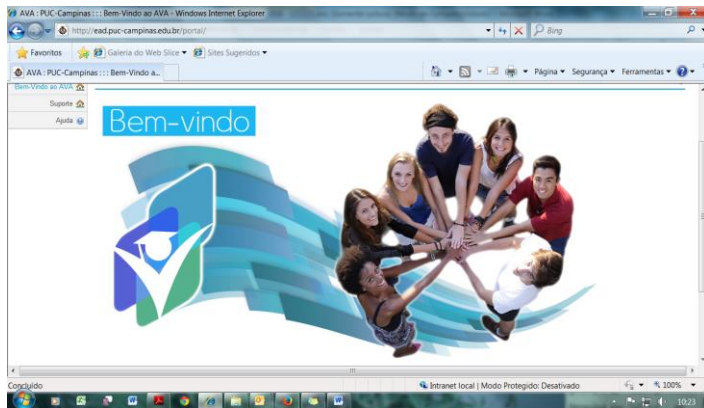 AVA : PUC-Campinas : : : Bem-Vindo ao AVA - Windows Internet Explorer
http://ead.puc-campinas.edu.br/portal/
Bing
Favoritos Galeria do Web Slice Sites Sugeridos
AVA : PUC-Campinas : : : Bem-Vindo a...
Página Segurança Ferramentas
Bem-Vindo ao AVA
Suporte
Ajuda
Bem-vindo
Concluído
Intranet local | Modo Protegido: Desativado
100%
10:23